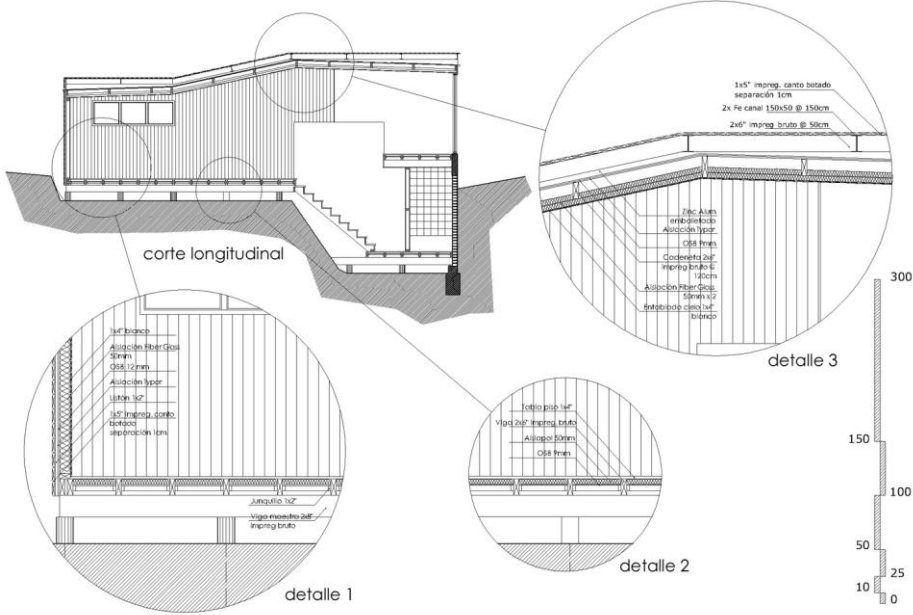 corte longitudinal
1x5" impreg. canto botado
separación 1cm
2x Fe canal 150x50 @ 150cm
2x6" impreg bruto @ 50cm
Zinc Alum
emballetado
Aislación Typar
OSB 9mm
Cadeneta 2x6"
impreg bruto @
120cm
Aislación Fiber Glass
50mm x 2
Entablado cielo 1x4"
blanco
detalle 3
1x4" blanco
Aislación Fiber Glass
50mm
OSB 12 mm
Aislación Typar
Listón 1x2"
1x5" impreg. canto
botado
separación 1cm
Junquillo 1x2"
Viga maestra 2x8"
impreg bruto
detalle 1
Tabla piso 1x4"
Viga 2x6" impreg. bruto
Aislapol 50mm
OSB 9mm
detalle 2
300
150
100
50
25
10
0